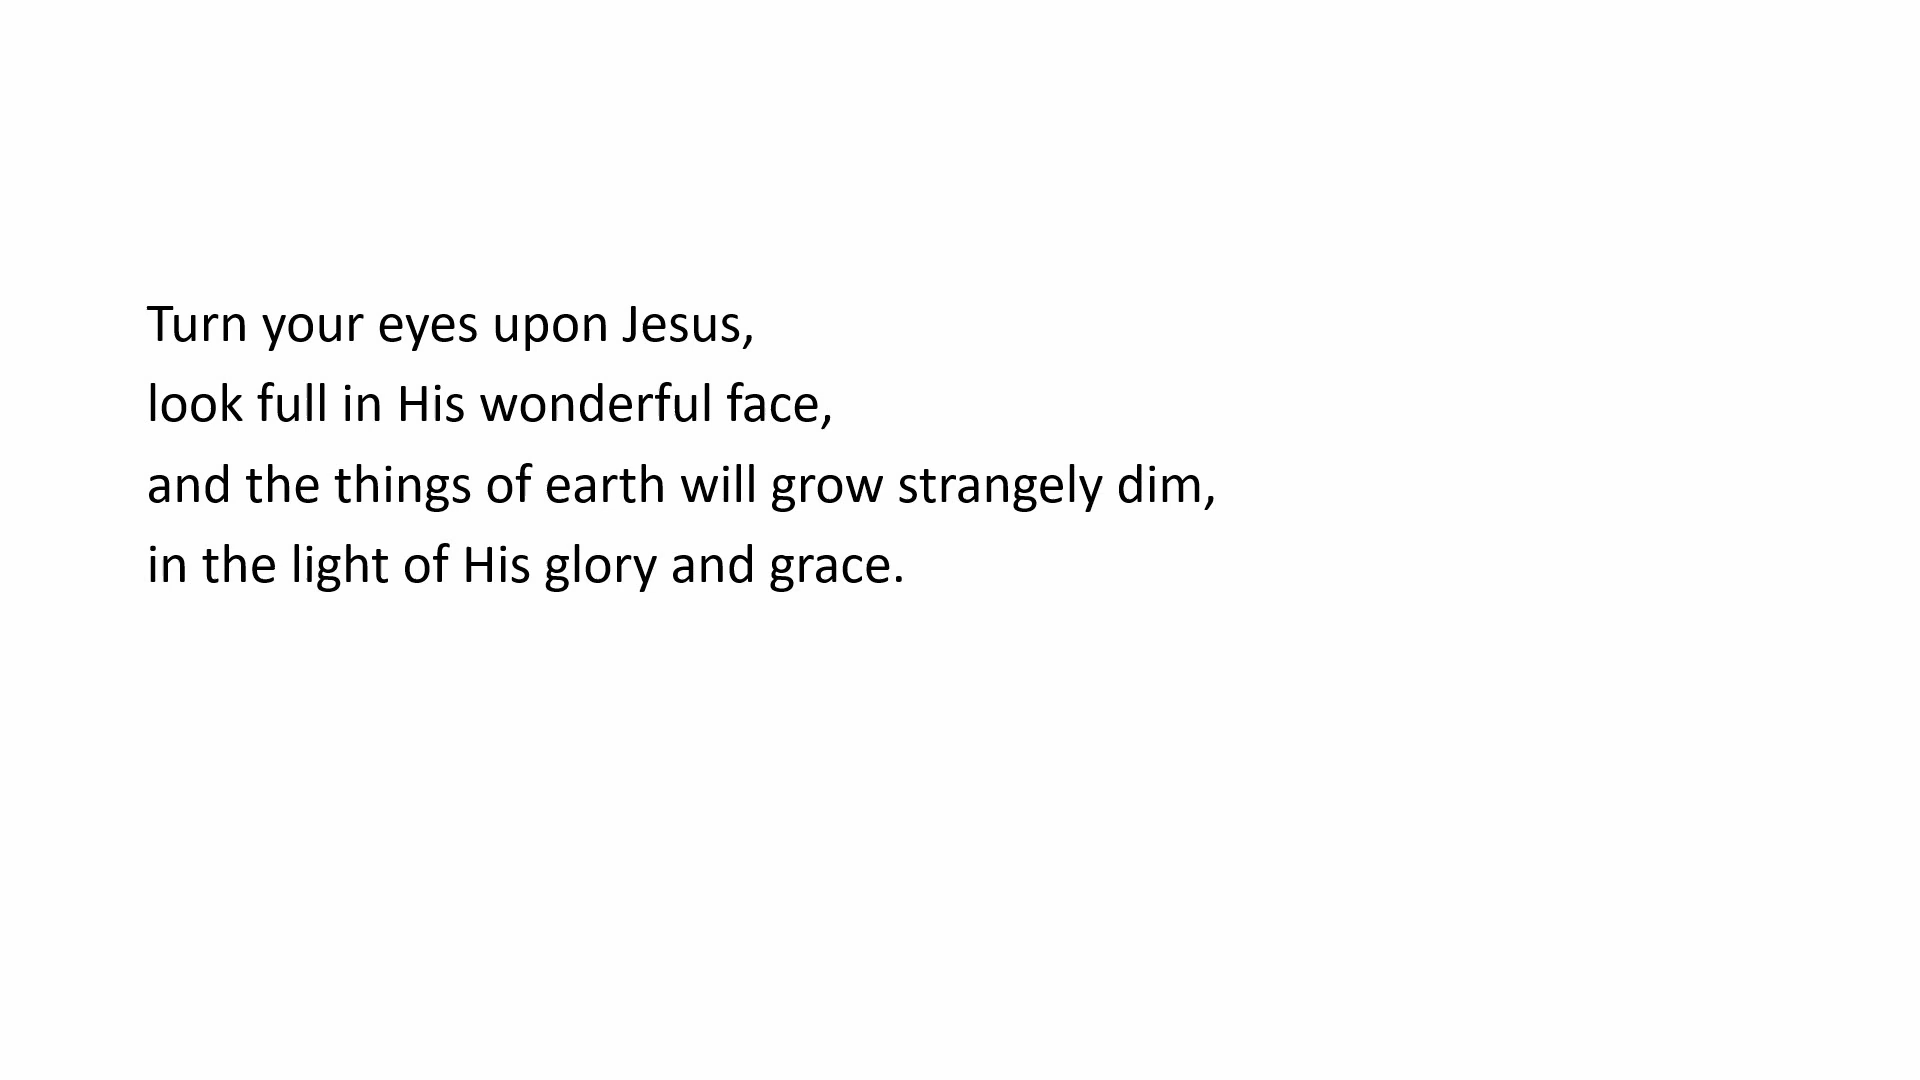 Turn your eyes upon Jesus,
look full in His wonderful face,
and the things of earth will grow strangely dim,
in the light of His glory and grace.